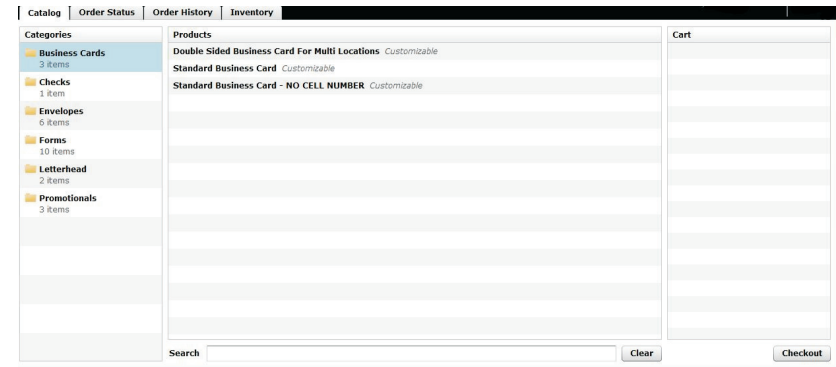 Catalog Order Status Order History Inventory
Categories
Business Cards
3 items
Checks
1 item
Envelopes
6 items
Forms
10 items
Letterhead
2 items
Promotionals
3 items
Products
Double Sided Business Card For Multi Locations Customizable
Standard Business Card Customizable
Standard Business Card - NO CELL NUMBER Customizable
Search Clear
Cart
Checkout